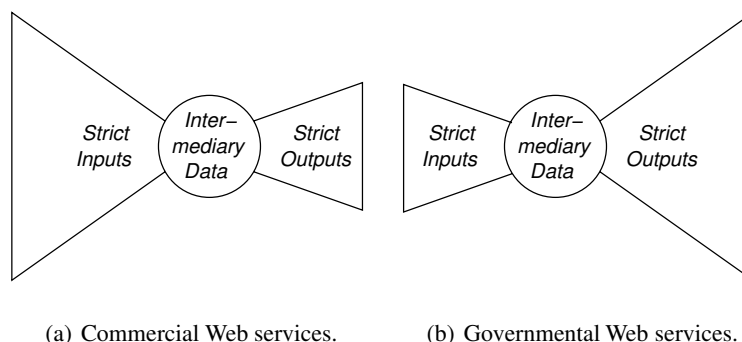 Strict
Inputs
Inter–
mediary
Data
Strict
Outputs
Strict
Inputs
Inter–
mediary
Data
Strict
Outputs
(a) Commercial Web services.
(b) Governmental Web services.